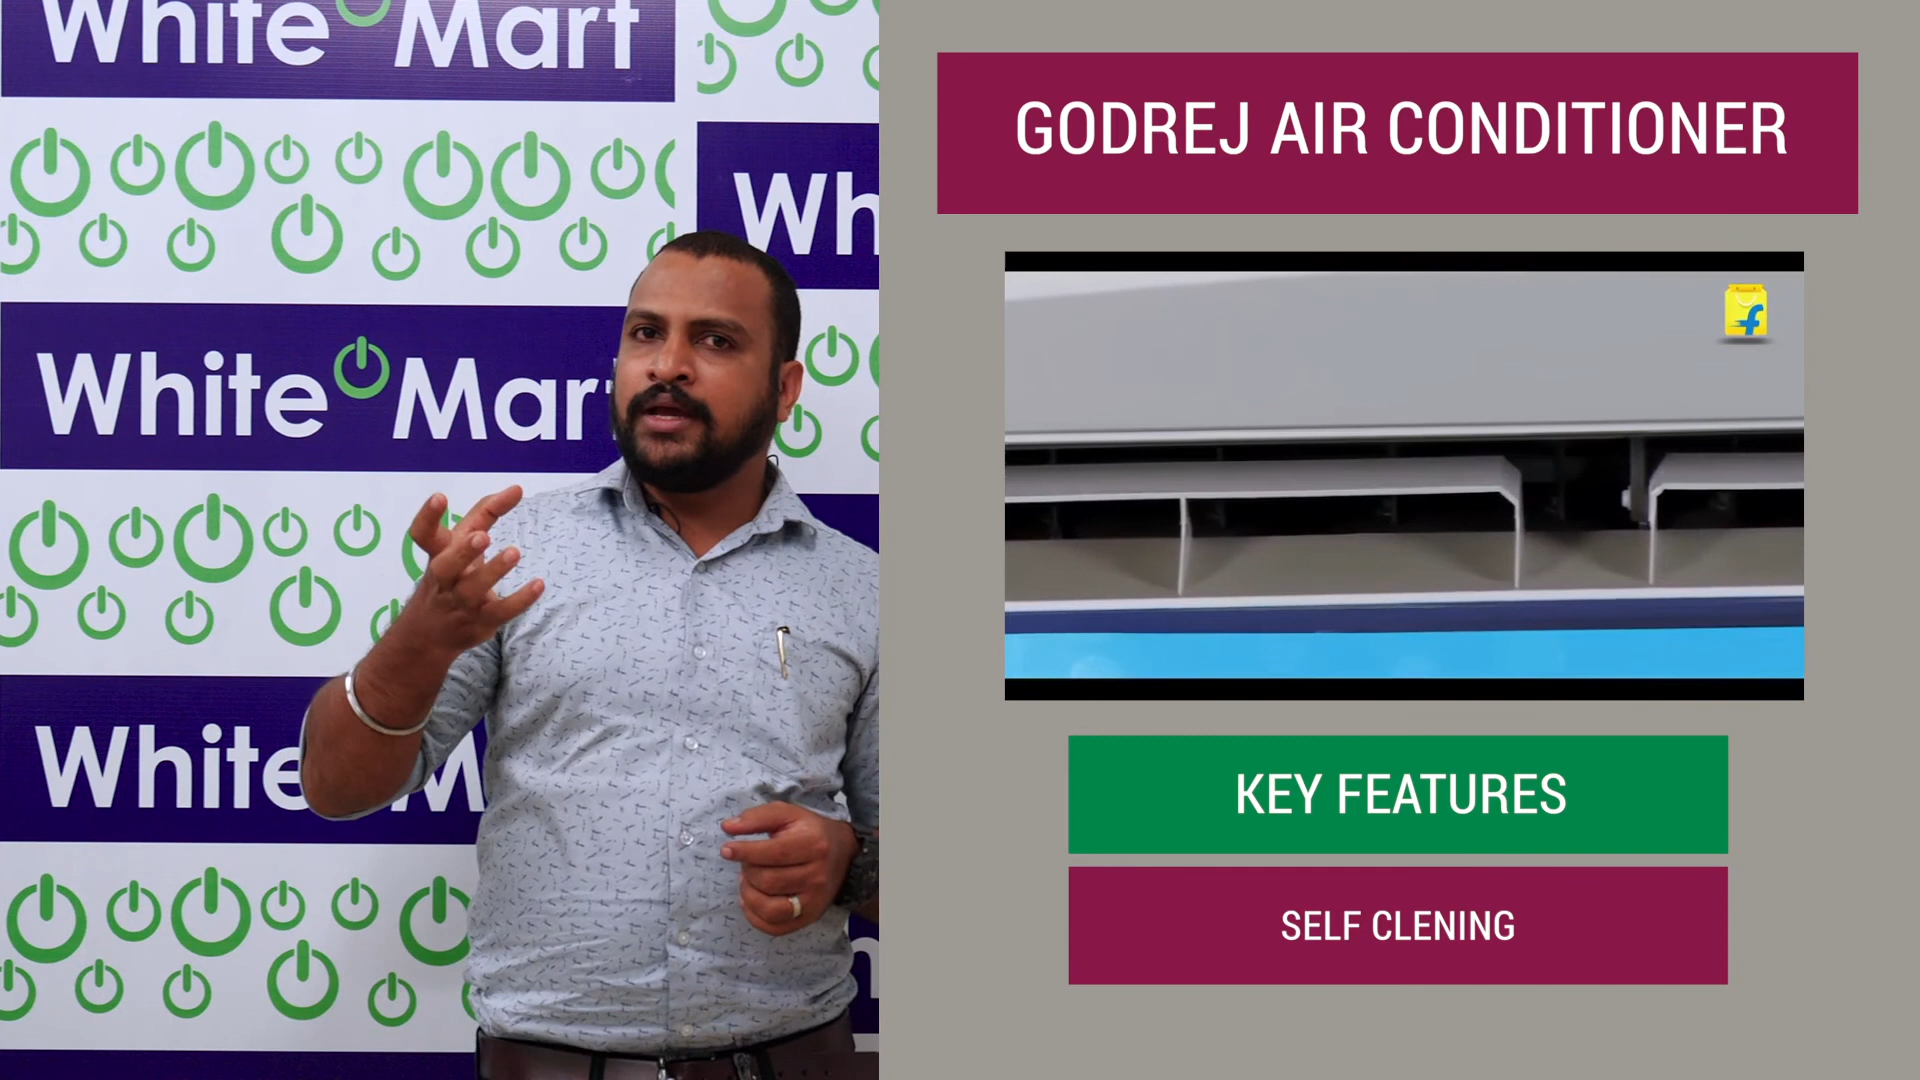 White Mart
Wh
White Mart
White M
GODREJ AIR CONDITIONER
f
KEY FEATURES
SELF CLENING